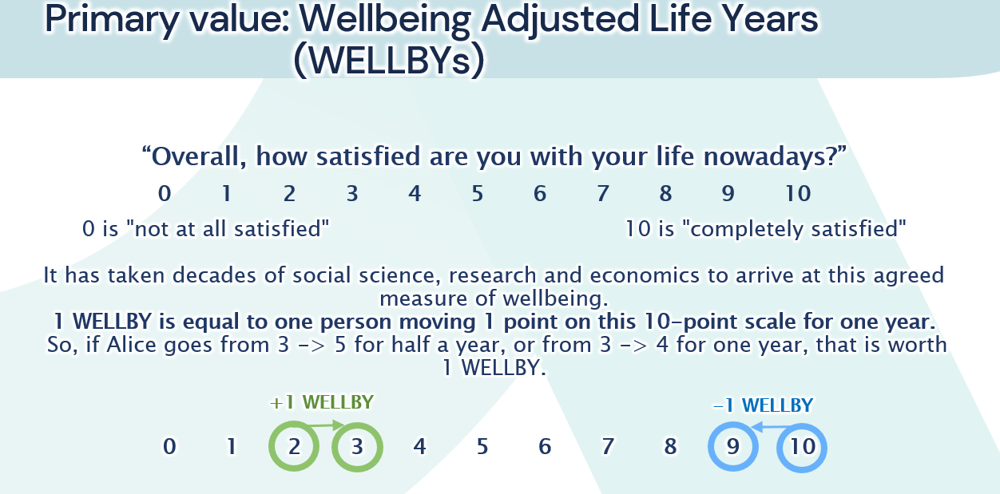 Primary value: Wellbeing Adjusted Life Years
(WELLBYs)
“Overall, how satisfied are you with your life nowadays?”
0 1 2 3 4 5 6 7 8 9 10
0 is "not at all satisfied" 10 is "completely satisfied"
It has taken decades of social science, research and economics to arrive at this agreed
measure of wellbeing.
1 WELLBY is equal to one person moving 1 point on this 10-point scale for one year.
So, if Alice goes from 3 -> 5 for half a year, or from 3 -> 4 for one year, that is worth
1 WELLBY.
+1 WELLBY -1 WELLBY
0 1 2 3 4 5 6 7 8 9 10